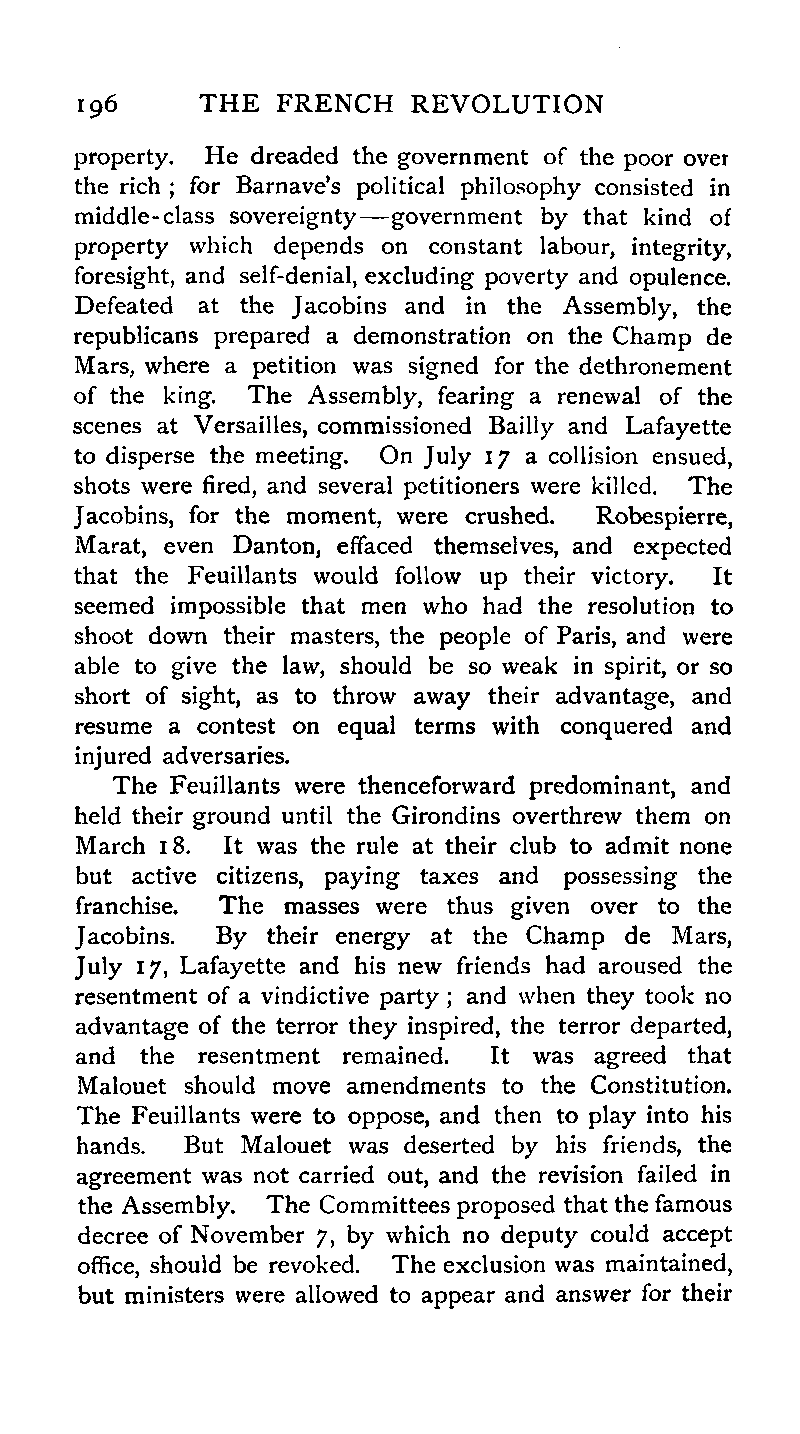 196 THE FRENCH REVOLUTION
property. He dreaded the government of the poor over
the rich ; for Barnave's political philosophy consisted in
middle-class sovereignty—government by that kind of
property which depends on constant labour, integrity,
foresight, and self-denial, excluding poverty and opulence.
Defeated at the Jacobins and in the Assembly, the
republicans prepared a demonstration on the Champ de
Mars, where a petition was signed for the dethronement
of the king. The Assembly, fearing a renewal of the
scenes at Versailles, commissioned Bailly and Lafayette
to disperse the meeting. On July 17 a collision ensued,
shots were fired, and several petitioners were killed. The
Jacobins, for the moment, were crushed. Robespierre,
Marat, even Danton, effaced themselves, and expected
that the Feuillants would follow up their victory. It
seemed impossible that men who had the resolution to
shoot down their masters, the people of Paris, and were
able to give the law, should be so weak in spirit, or so
short of sight, as to throw away their advantage, and
resume a contest on equal terms with conquered and
injured adversaries.
The Feuillants were thenceforward predominant, and
held their ground until the Girondins overthrew them on
March 18. It was the rule at their club to admit none
but active citizens, paying taxes and possessing the
franchise. The masses were thus given over to the
Jacobins. By their energy at the Champ de Mars,
July 17, Lafayette and his new friends had aroused the
resentment of a vindictive party ; and when they took no
advantage of the terror they inspired, the terror departed,
and the resentment remained. It was agreed that
Malouet should move amendments to the Constitution.
The Feuillants were to oppose, and then to play into his
hands. But Malouet was deserted by his friends, the
agreement was not carried out, and the revision failed in
the Assembly. The Committees proposed that the famous
decree of November 7, by which no deputy could accept
office, should be revoked. The exclusion was maintained,
but ministers were allowed to appear and answer for their